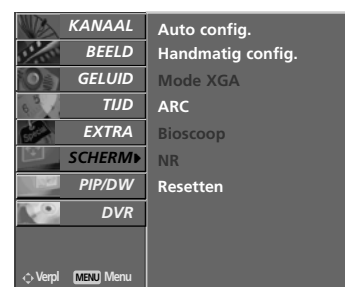 KANAAL
BEELD
GELUID
TIJD
EXTRA
SCHERM
PIP/DW
DVR
Verpl MENU Menu
Auto config.
Handmatig config.
Mode XGA
ARC
Bioscoop
NR
Resetten